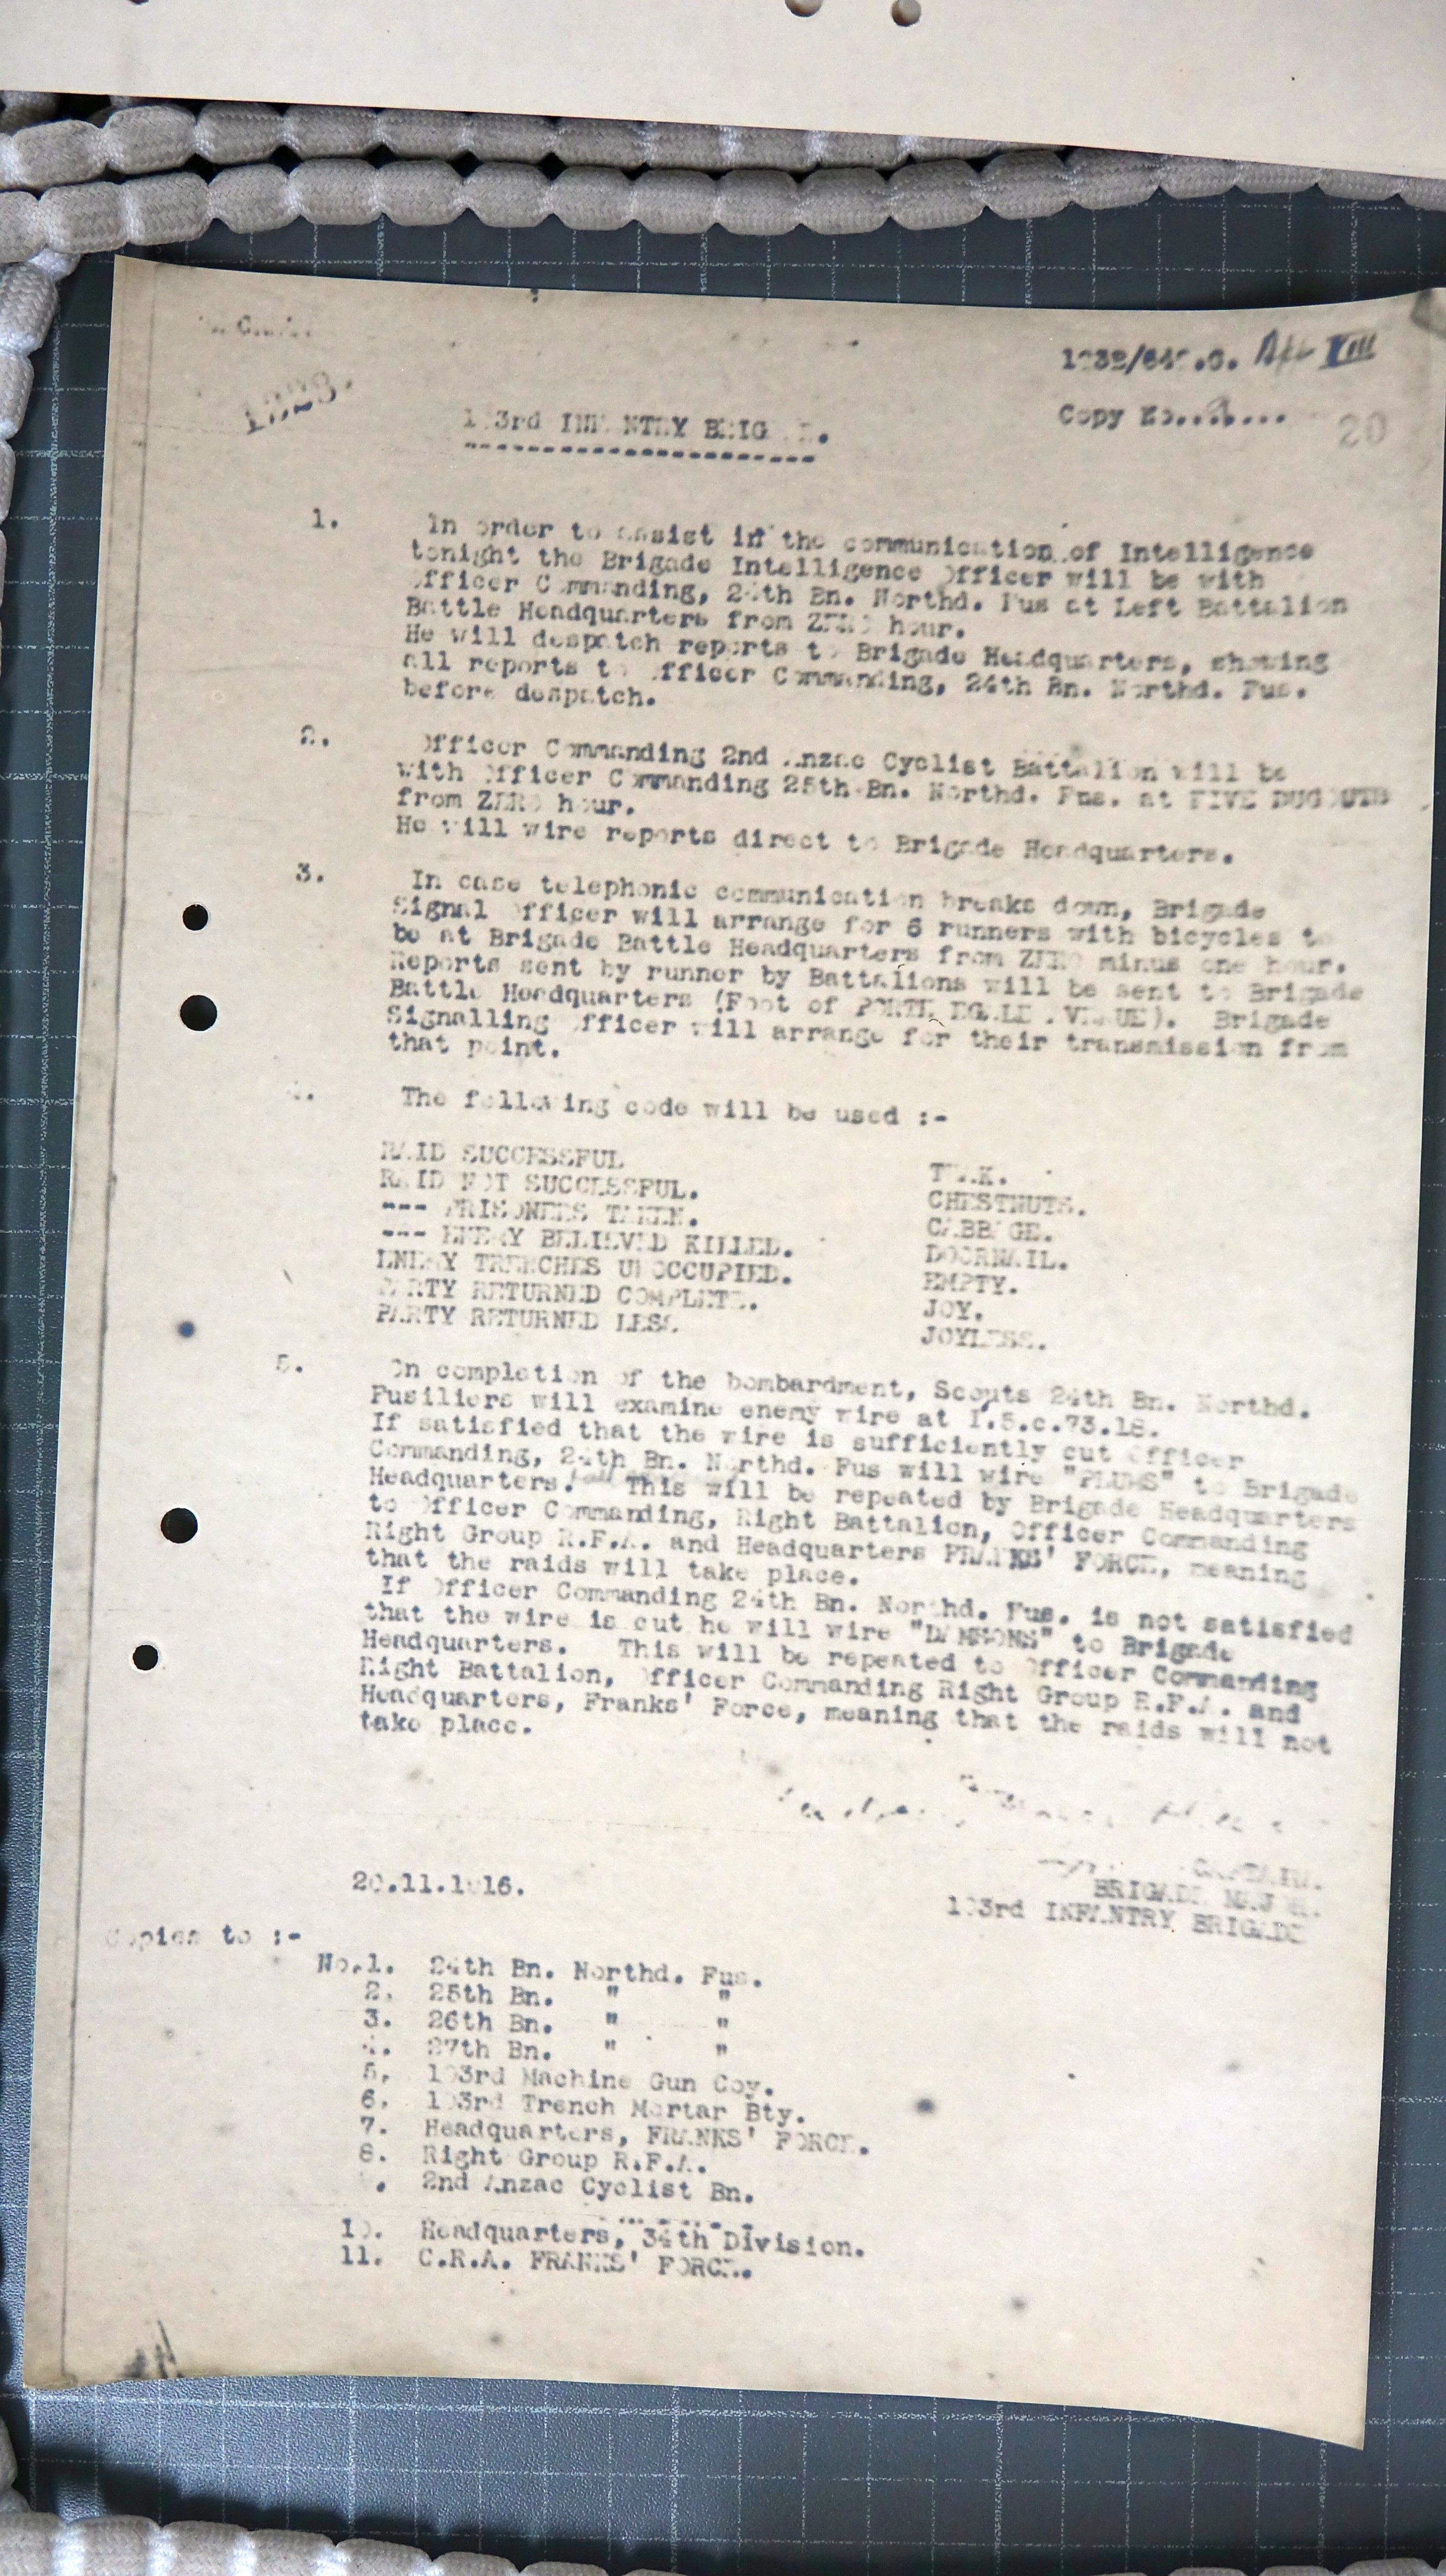 Copy No.........
20
103rd INFANTRY BRIGADE.
1. In order to assist in the communication of Intelligence
tonight the Brigade Intelligence Officer will be with
Officer Commanding, 24th Bn. Northd. Fus at Left Battalion
Battle Headquarters from ZERO hour.
He will despatch reports to Brigade Headquarters, showing
all reports to Officer Commanding, 24th Bn. Northd. Fus.
before despatch.
2. Officer Commanding 2nd Anzac Cyclist Battalion will be
with Officer Commanding 25th Bn. Northd. Fus. at FIVE DUGOUTS
from ZERO hour.
He will wire reports direct to Brigade Headquarters.
3. In case telephonic communication breaks down, Brigade
Signal Officer will arrange for 6 runners with bicycles to
be at Brigade Battle Headquarters from ZERO minus one hour.
Reports sent by runner by Battalions will be sent to Brigade
Battle Headquarters (Foot of PORTE EGALE AVENUE). Brigade
Signalling Officer will arrange for their transmission from
that point.
4. The following code will be used :-
RAID SUCCESSFUL
RAID NOT SUCCESSFUL. CHESTNUTS.
--- PRISONERS TAKEN. CABBAGE.
--- ENEMY BELIEVED KILLED. DOORNAIL.
ENEMY TRENCHES UNOCCUPIED. EMPTY.
PARTY RETURNED COMPLETE. JOY.
PARTY RETURNED LESS. JOYLESS.
5. On completion of the bombardment, Scouts 24th Bn. Northd.
Fusiliers will examine enemy wire at I.5.c.73.18.
If satisfied that the wire is sufficiently cut Officer
Commanding, 24th Bn. Northd. Fus will wire "PLUMS" to Brigade
Headquarters. This will be repeated by Brigade Headquarters
to Officer Commanding, Right Battalion, Officer Commanding
Right Group R.F.A. and Headquarters FRANKS' FORCE, meaning
that the raids will take place.
If Officer Commanding 24th Bn. Northd. Fus. is not satisfied
that the wire is cut he will wire "DAMSONS" to Brigade
Headquarters. This will be repeated to Officer Commanding
Right Battalion, Officer Commanding Right Group R.F.A. and
Headquarters, Franks' Force, meaning that the raids will not
take place.
CAPTAIN.
BRIGADE MAJOR.
103rd INFANTRY BRIGADE
20.11.1916.
Copies to :-
No.1. 24th Bn. Northd. Fus.
2. 25th Bn. " "
3. 26th Bn. " "
4. 27th Bn. " "
5. 103rd Machine Gun Coy.
6. 103rd Trench Mortar Bty.
7. Headquarters, FRANKS' FORCE.
8. Right Group R.F.A.
9. 2nd Anzac Cyclist Bn.
10. Headquarters, 34th Division.
11. C.R.A. FRANKS' FORCE.